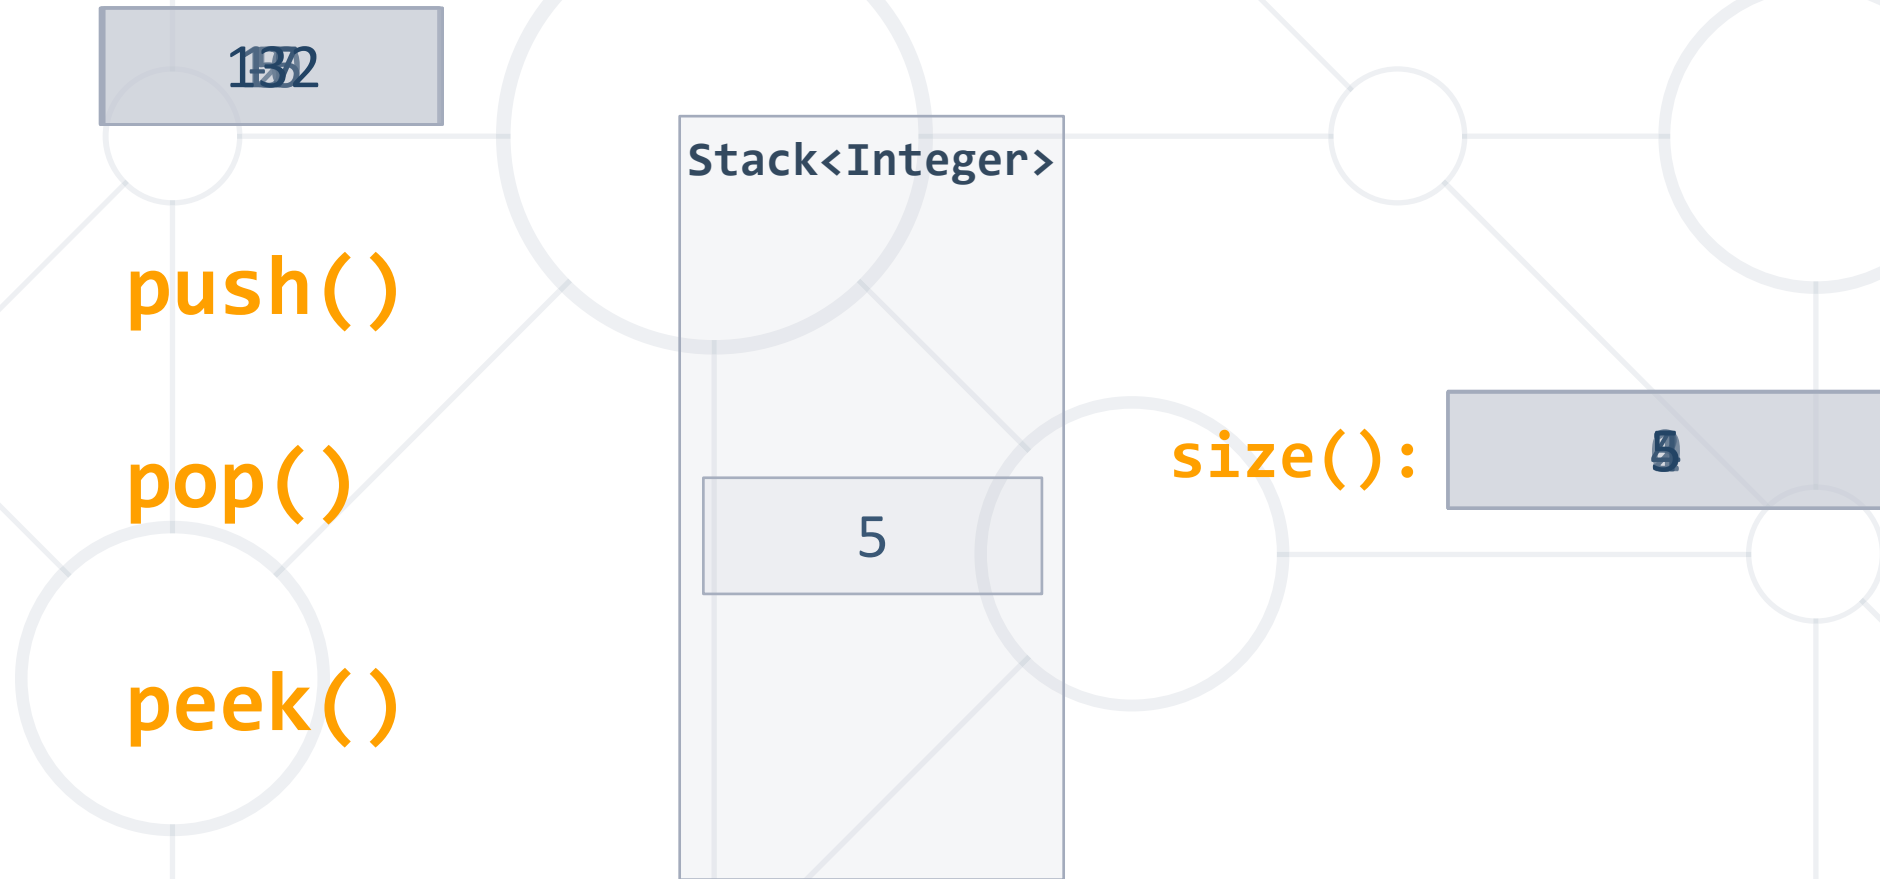 Stack<Integer>
push()
pop()
size():
5
peek()